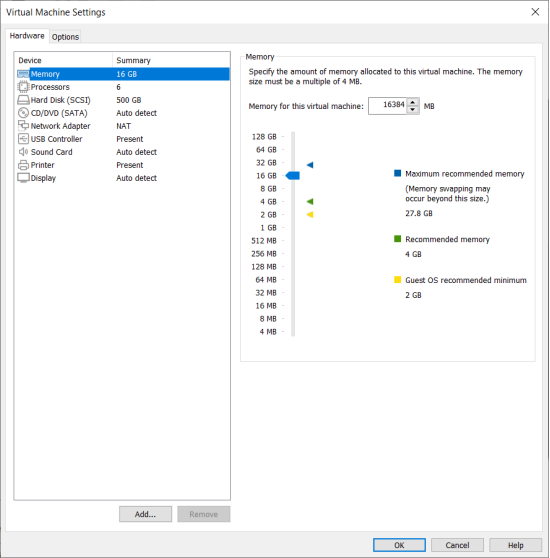 Virtual Machine Settings
Hardware Options
Device Summary
Memory 16 GB
Processors 6
Hard Disk (SCSI) 500 GB
CD/DVD (SATA) Auto detect
Network Adapter NAT
USB Controller Present
Sound Card Auto detect
Printer Present
Display Auto detect
Add... Remove
Memory
Specify the amount of memory allocated to this virtual machine. The memory
size must be a multiple of 4 MB.
Memory for this virtual machine: 16384 MB
128 GB
64 GB
32 GB
16 GB
8 GB
4 GB
2 GB
1 GB
512 MB
256 MB
128 MB
64 MB
32 MB
16 MB
8 MB
4 MB
Maximum recommended memory
(Memory swapping may
occur beyond this size.)
27.8 GB
Recommended memory
4 GB
Guest OS recommended minimum
2 GB
OK Cancel Help